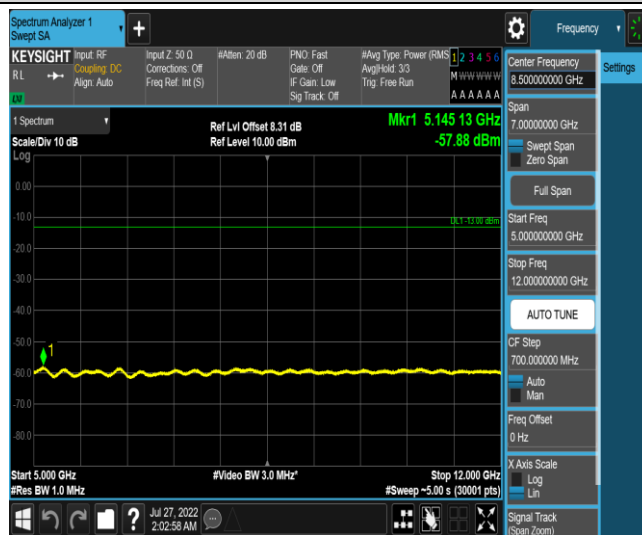 Spectrum Analyzer 1
Swept SA
+
Frequency
KEYSIGHT
RL
LXI
Input: RF
Coupling: DC
Align: Auto
Input Z: 50 Ω
Corrections: Off
Freq Ref: Int (S)
#Atten: 20 dB
PNO: Fast
Gate: Off
IF Gain: Low
Sig Track: Off
#Avg Type: Power (RMS
Avg|Hold: 3/3
Trig: Free Run
1 2 3 4 5 6
M W W W W W
A A A A A A
1 Spectrum
Scale/Div 10 dB
Log
Ref Lvl Offset 8.31 dB
Ref Level 10.00 dBm
Mkr1 5.145 13 GHz
-57.88 dBm
0.00
-10.0
DL1 -13.00 dBm
-20.0
-30.0
-40.0
-50.0
1
-60.0
-70.0
-80.0
Start 5.000 GHz
#Res BW 1.0 MHz
#Video BW 3.0 MHz*
Stop 12.000 GHz
#Sweep ~5.00 s (30001 pts)
?
Jul 27, 2022
2:02:58 AM
Center Frequency
8.500000000 GHz
Span
7.00000000 GHz
Swept Span
Zero Span
Full Span
Start Freq
5.000000000 GHz
Stop Freq
12.000000000 GHz
AUTO TUNE
CF Step
700.000000 MHz
Auto
Man
Freq Offset
0 Hz
X Axis Scale
Log
Lin
Signal Track
(Span Zoom)
Settings